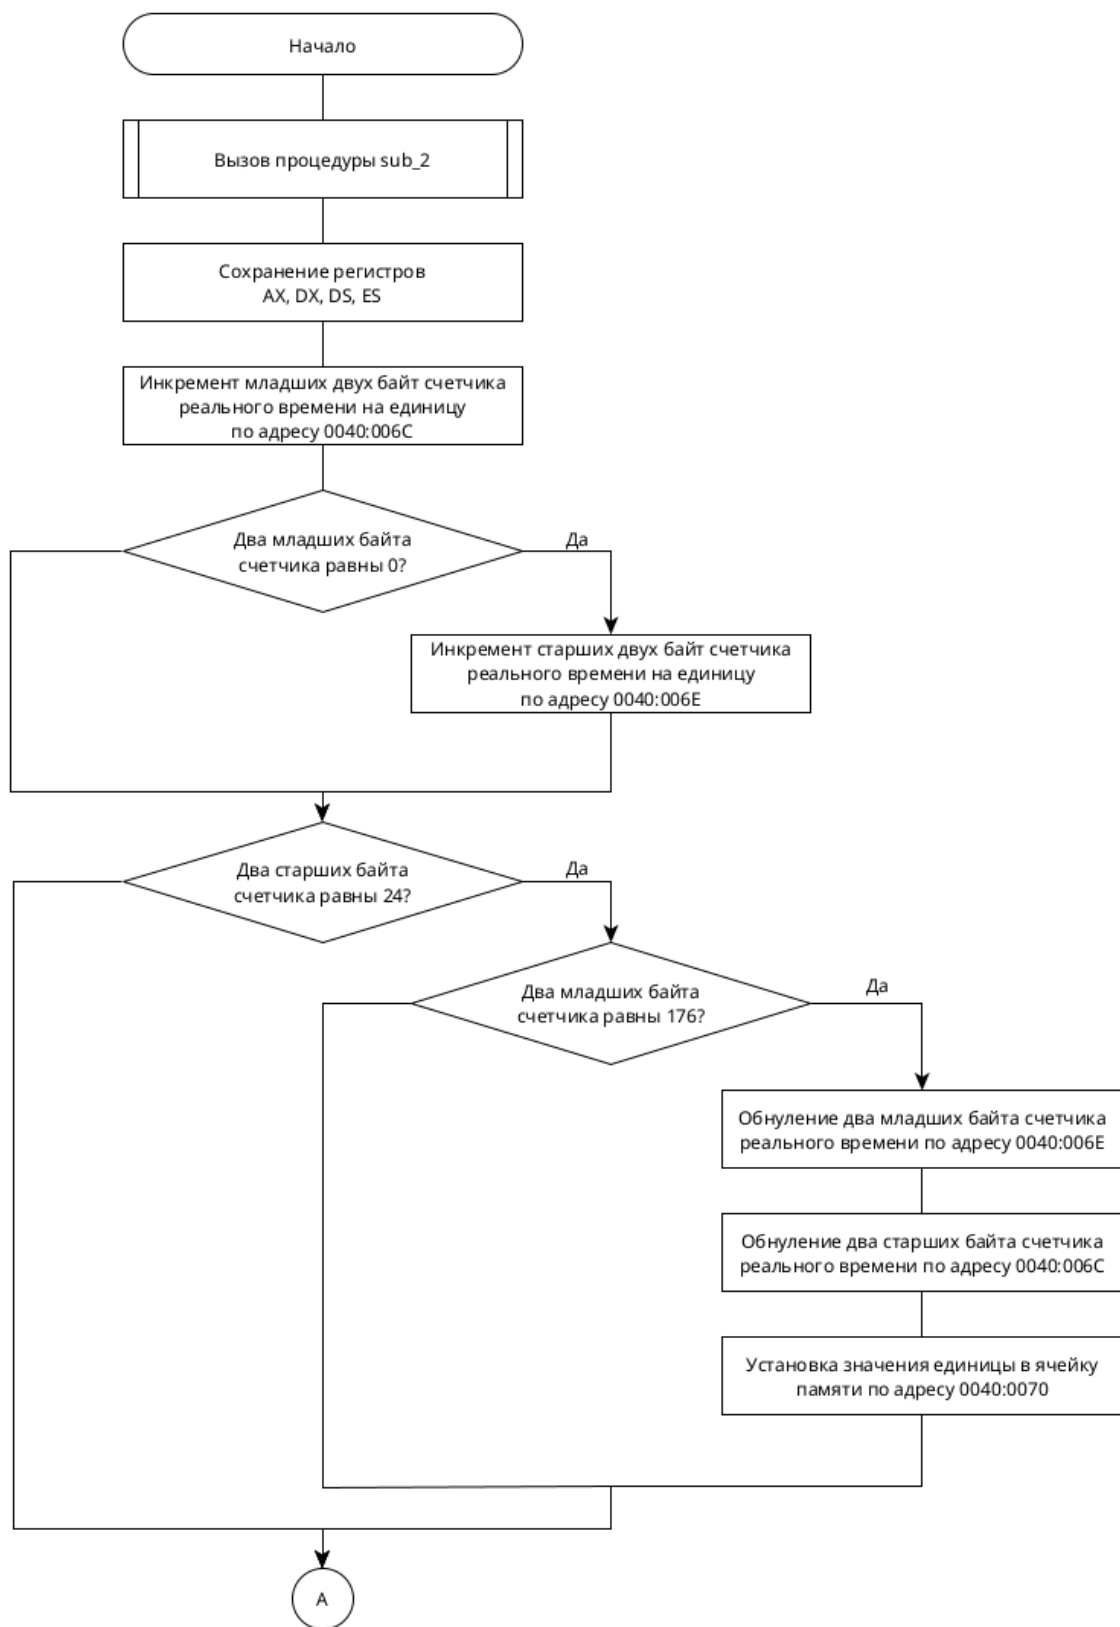 Начало
Вызов процедуры sub_2
Сохранение регистров
AX, DX, DS, ES
Инкремент младших двух байт счетчика
реального времени на единицу
по адресу 0040:006C
Два младших байта
счетчика равны 0?
Да
Инкремент старших двух байт счетчика
реального времени на единицу
по адресу 0040:006E
Два старших байта
счетчика равны 24?
Да
Два младших байта
счетчика равны 176?
Да
Обнуление два младших байта счетчика
реального времени по адресу 0040:006E
Обнуление два старших байта счетчика
реального времени по адресу 0040:006C
Установка значения единицы в ячейку
памяти по адресу 0040:0070
А